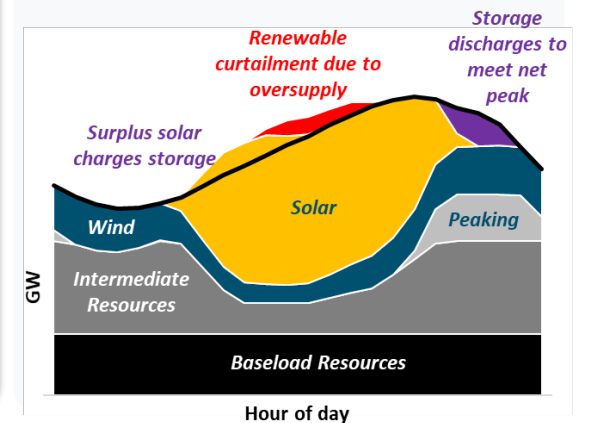 Storage
discharges to
meet net
peak
Renewable
curtailment due to
oversupply
Surplus solar
charges storage
Solar
Wind
Peaking
Intermediate
Resources
GW
Baseload Resources
Hour of day